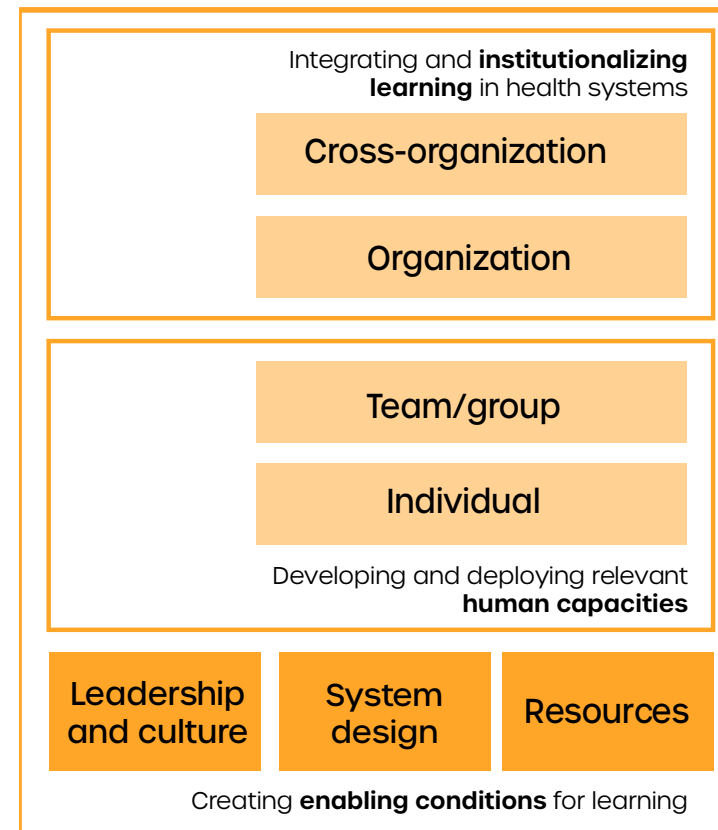 Integrating and institutionalizing
learning in health systems
Cross-organization
Organization
Team/group
Individual
Developing and deploying relevant
human capacities
Leadership
and culture
System
design
Resources
Creating enabling conditions for learning